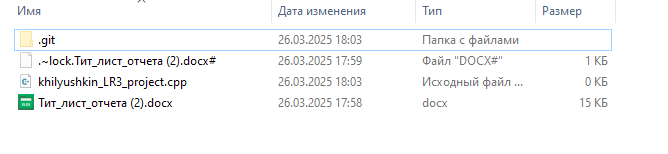 Имя Дата изменения Тип Размер
.git 26.03.2025 18:03 Папка с файлами
.~lock.Тит_лист_отчета (2).docx# 26.03.2025 17:59 Файл "DOCX#" 1 КБ
khilyushkin_LR3_project.cpp 26.03.2025 18:03 Исходный файл ... 0 КБ
Тит_лист_отчета (2).docx 26.03.2025 17:58 docx 15 КБ